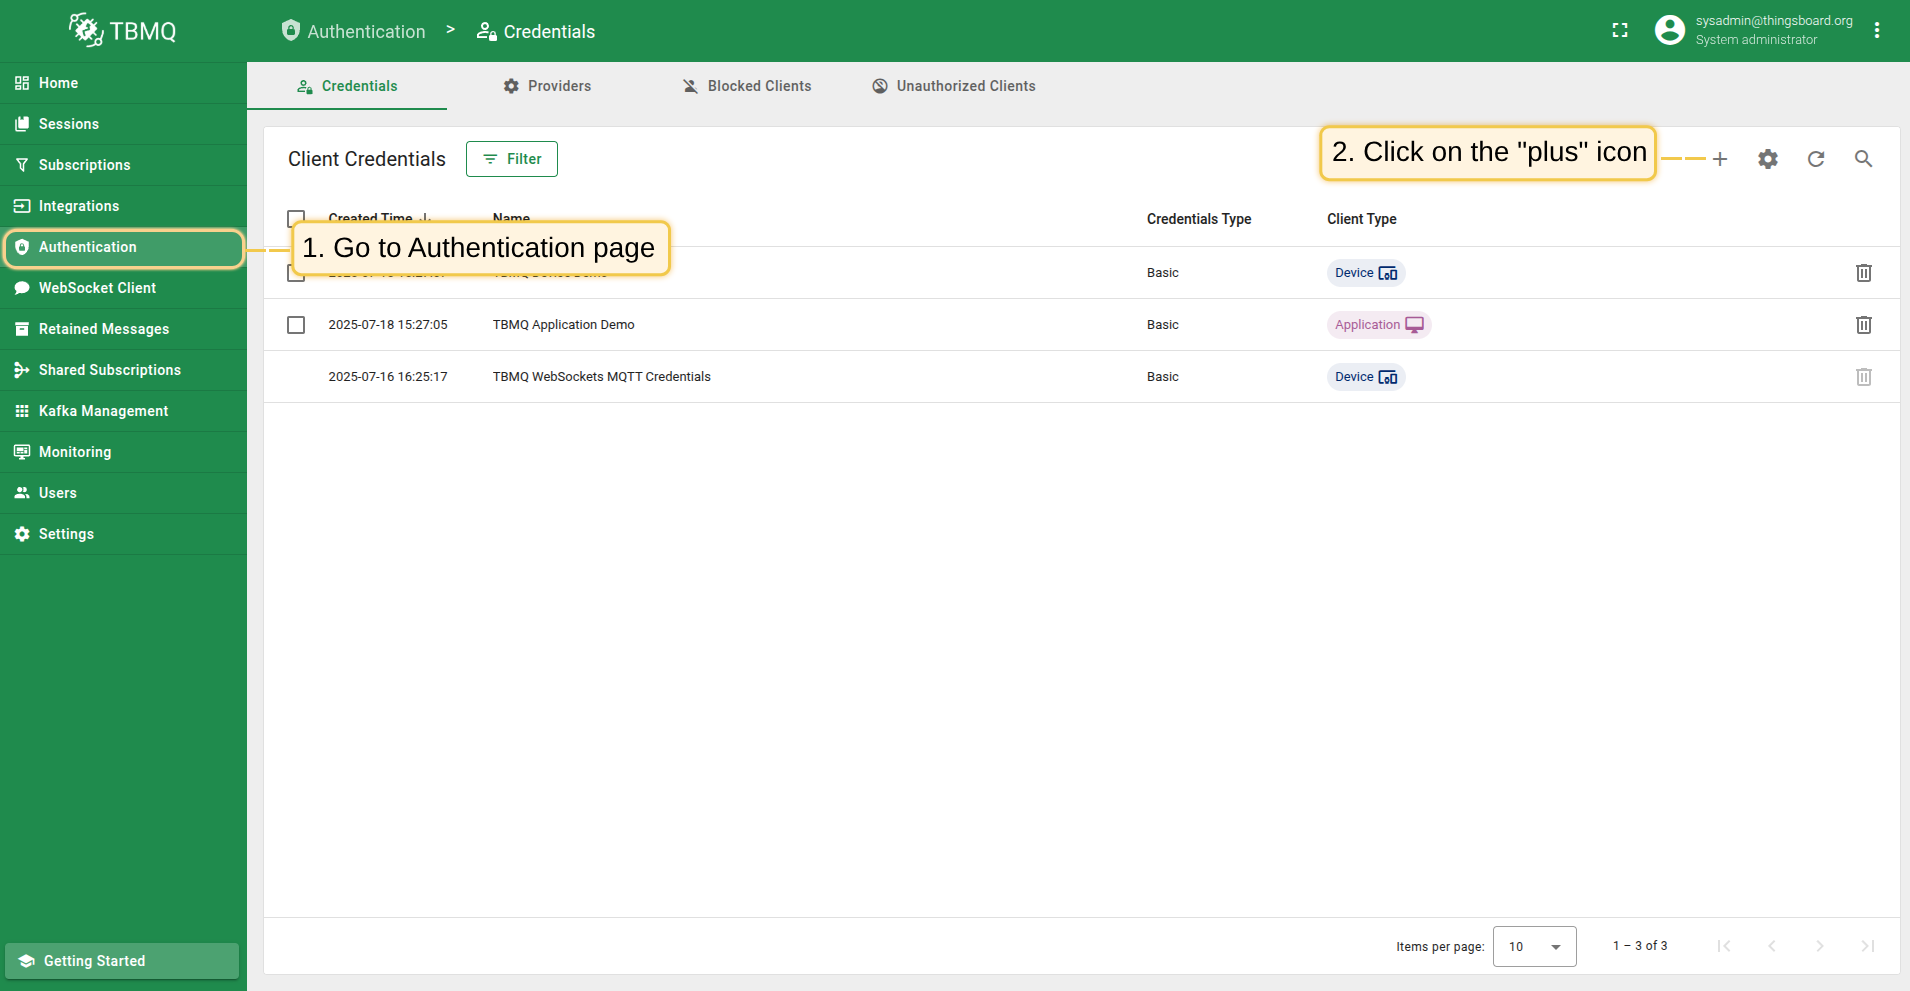 TBMQ
Authentication > Credentials
sysadmin@thingsboard.org
System administrator
Home
Sessions
Subscriptions
Integrations
Authentication
WebSocket Client
Retained Messages
Shared Subscriptions
Kafka Management
Monitoring
Users
Settings
Getting Started
Credentials Providers Blocked Clients Unauthorized Clients
Client Credentials Filter
2. Click on the "plus" icon
Created Time Name Credentials Type Client Type
1. Go to Authentication page
Basic Device
2025-07-18 15:27:05 TBMQ Application Demo Basic Application
2025-07-16 16:25:17 TBMQ WebSockets MQTT Credentials Basic Device
Items per page: 10 1 – 3 of 3